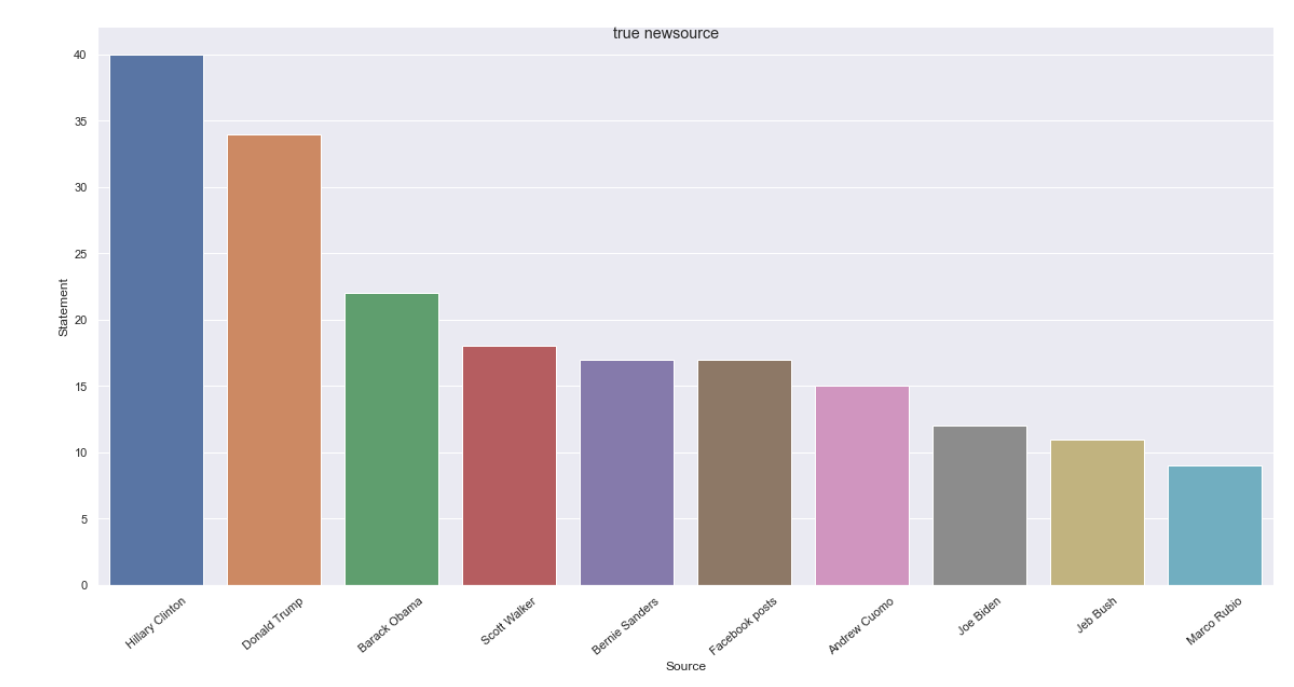 true newsource
40
35
30
25
20
15
10
5
0
Statement
Hillary Clinton
Donald Trump
Barack Obama
Scott Walker
Bernie Sanders
Facebook posts
Andrew Cuomo
Joe Biden
Jeb Bush
Marco Rubio
Source